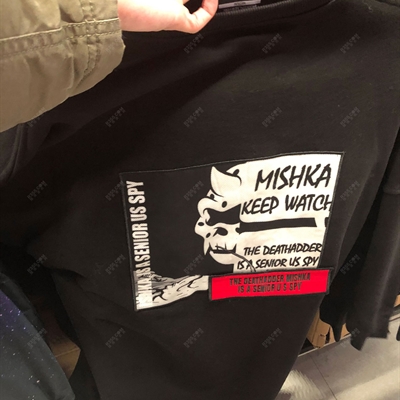 MISHKA
KEEP WATCH
THE DEATHADDER
IS A SENIOR US SPY
THE DEATHADDER MISHKA
IS A SENIOR U S SPY
IS A SENIOR US SPY